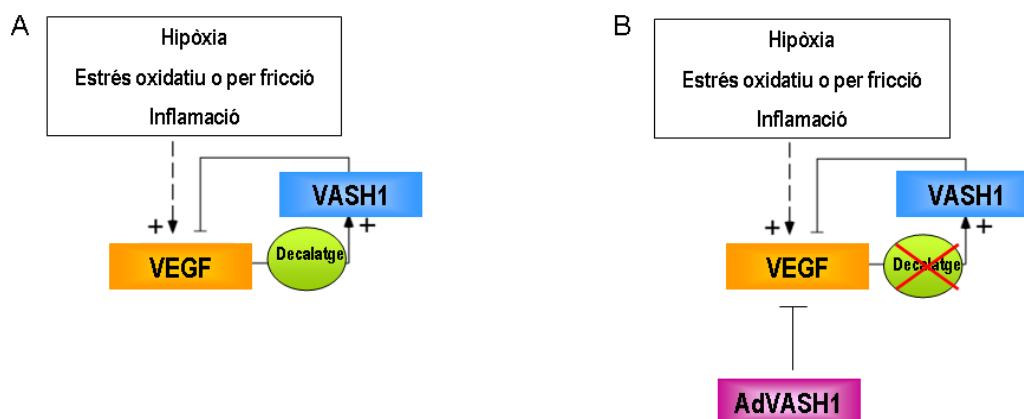 A
Hipòxia
Estrés oxidatiu o per fricció
Inflamació
VASH1
+
+
Decalatge
VEGF
B
Hipòxia
Estrés oxidatiu o per fricció
Inflamació
VASH1
+
+
Decalatge
VEGF
AdVASH1